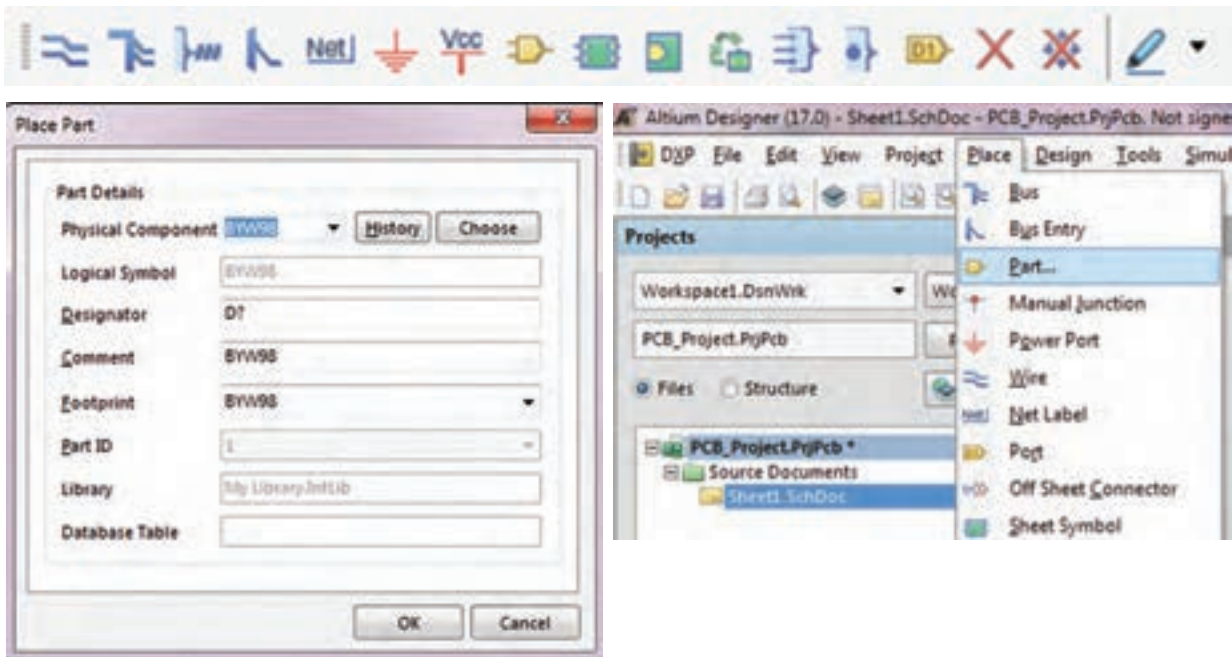 Net
Vcc
D1
Place Part
Part Details
Physical Component BYW98 History Choose
Logical Symbol BYW98
Designator D?
Comment BYW98
Footprint BYW98
Part ID 1
Library My Library.IntLib
Database Table
OK Cancel
Altium Designer (17.0) - Sheet1.SchDoc - PCB_Project.PrjPcb. Not signe
DXP File Edit View Project Place Design Tools Simul
Projects
Workspace1.DsnWrk
PCB_Project.PrjPcb
Files Structure
PCB_Project.PrjPcb *
Source Documents
Sheet1.SchDoc
Bus
Bus Entry
Part...
Manual Junction
Power Port
Wire
Net Label
Port
Off Sheet Connector
Sheet Symbol